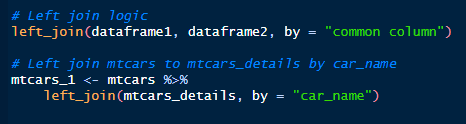 # Left join logic
left_join(dataframe1, dataframe2, by = "common column")
# Left join mtcars to mtcars_details by car_name
mtcars_1 <- mtcars %>%
    left_join(mtcars_details, by = "car_name")